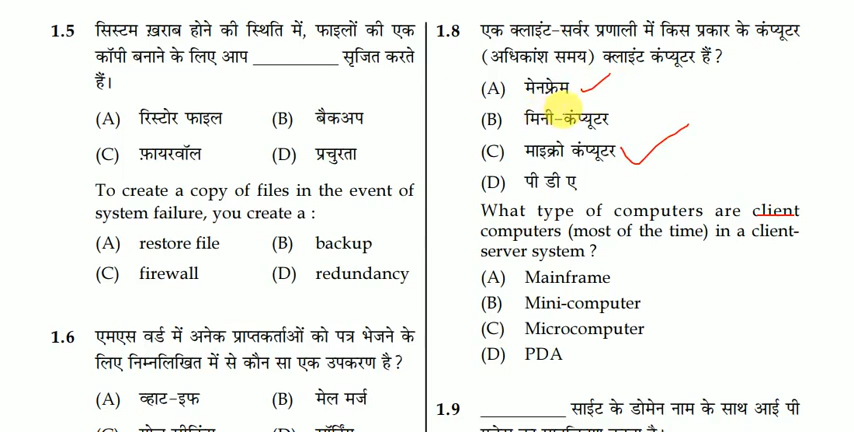 1.5 सिस्टम ख़राब होने की स्थिति में, फाइलों की एक
कॉपी बनाने के लिए आप __________ सृजित करते
हैं।
(A) रिस्टोर फाइल (B) बैकअप
(C) फ़ायरवॉल (D) प्रचुरता
To create a copy of files in the event of
system failure, you create a :
(A) restore file (B) backup
(C) firewall (D) redundancy
1.6 एमएस वर्ड में अनेक प्राप्तकर्ताओं को पत्र भेजने के
लिए निम्नलिखित में से कौन सा एक उपकरण है ?
(A) व्हाट-इफ (B) मेल मर्ज
1.8 एक क्लाइंट-सर्वर प्रणाली में किस प्रकार के कंप्यूटर
(अधिकांश समय) क्लाइंट कंप्यूटर हैं ?
(A) मेनफ्रेम
(B) मिनी-कंप्यूटर
(C) माइक्रो कंप्यूटर
(D) पी डी ए
What type of computers are client
computers (most of the time) in a client-
server system ?
(A) Mainframe
(B) Mini-computer
(C) Microcomputer
(D) PDA
1.9 __________ साईट के डोमेन नाम के साथ आई पी